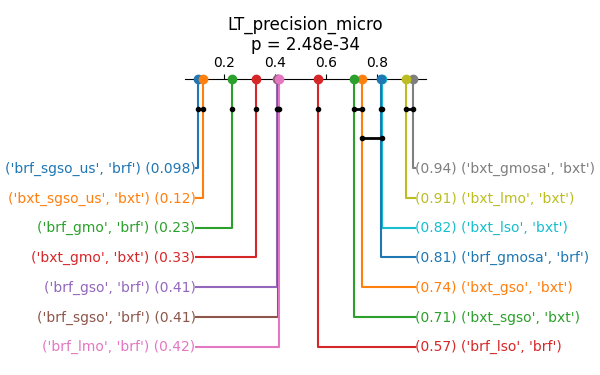 LT_precision_micro
p = 2.48e-34
0.2 0.4 0.6 0.8
('brf_sgso_us', 'brf') (0.098) (0.94) ('bxt_gmosa', 'bxt')
('bxt_sgso_us', 'bxt') (0.12) (0.91) ('bxt_lmo', 'bxt')
('brf_gmo', 'brf') (0.23) (0.82) ('bxt_lso', 'bxt')
('bxt_gmo', 'bxt') (0.33) (0.81) ('brf_gmosa', 'brf')
('brf_gso', 'brf') (0.41) (0.74) ('bxt_gso', 'bxt')
('brf_sgso', 'brf') (0.41) (0.71) ('bxt_sgso', 'bxt')
('brf_lmo', 'brf') (0.42) (0.57) ('brf_lso', 'brf')